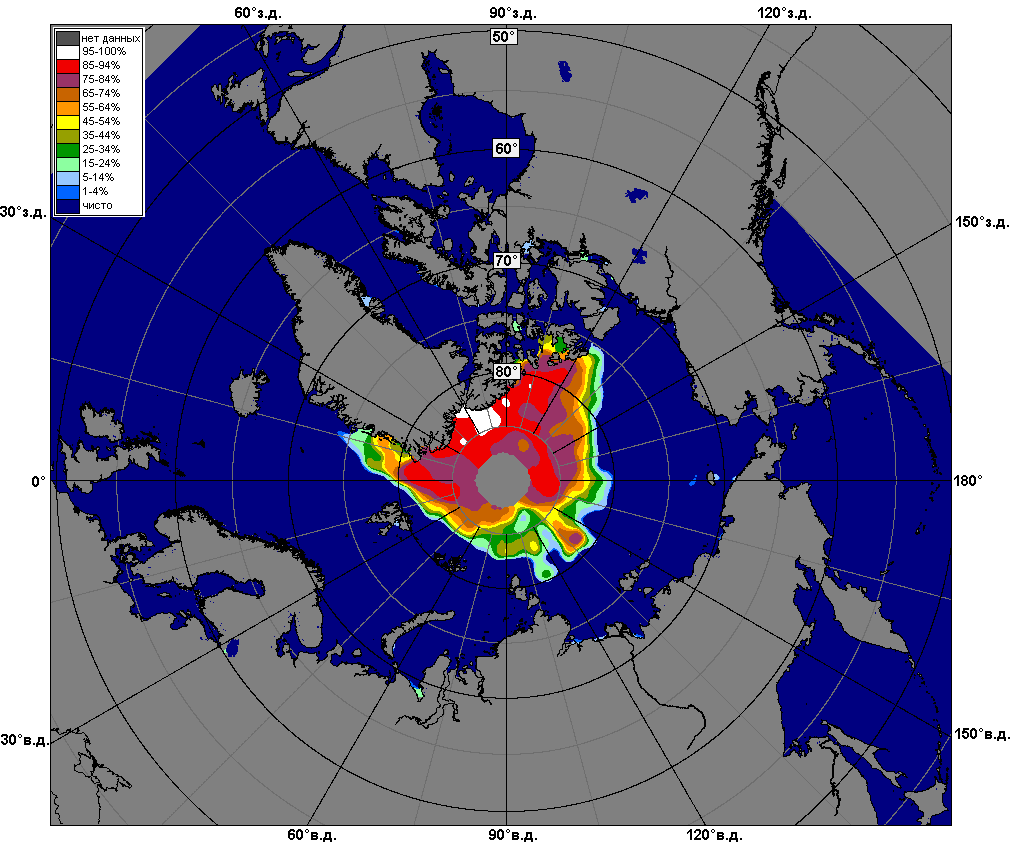 60°з.д.
90°з.д.
120°з.д.
50°
нет данных
95-100%
85-94%
75-84%
65-74%
55-64%
45-54%
35-44%
25-34%
15-24%
5-14%
1-4%
чисто
60°
30°з.д.
150°з.д.
70°
80°
0°
180°
30°в.д.
150°в.д.
60°в.д.
90°в.д.
120°в.д.